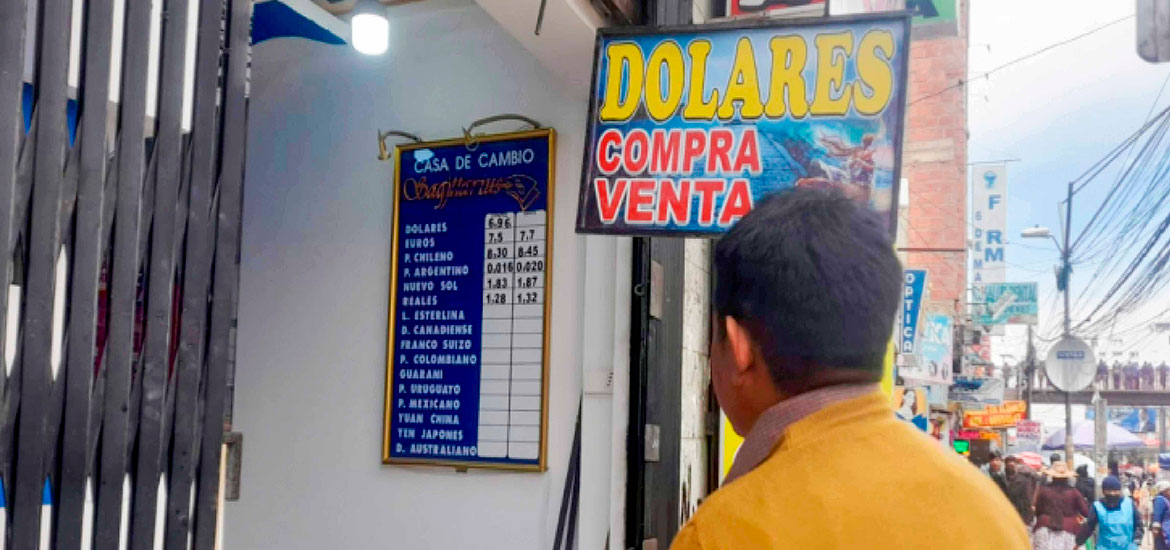 CASA DE CAMBIO
Sagittarius
DOLARES 6.96
EUROS 7.5 7.7
P. CHILENO 8.30 8.45
P. ARGENTINO 0.016 0.020
NUEVO SOL 1.83 1.87
REALES 1.28 1.32
L. ESTERLINA
D. CANADIENSE
FRANCO SUIZO
P. COLOMBIANO
GUARANI
P. URUGUAYO
P. MEXICANO
YUAN CHINA
YEN JAPONES
D. AUSTRALIANO
DOLARES
COMPRA
VENTA
OPTICA
FIRM